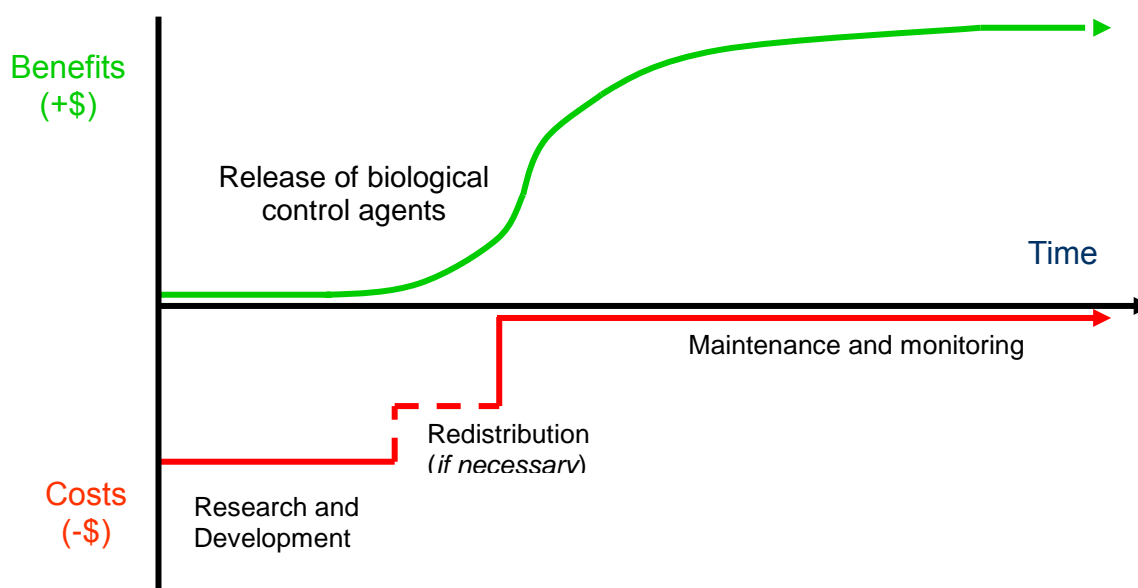 Benefits
(+$)
Release of biological
control agents
Time
Maintenance and monitoring
Redistribution
(if necessary)
Costs
(-$)
Research and
Development